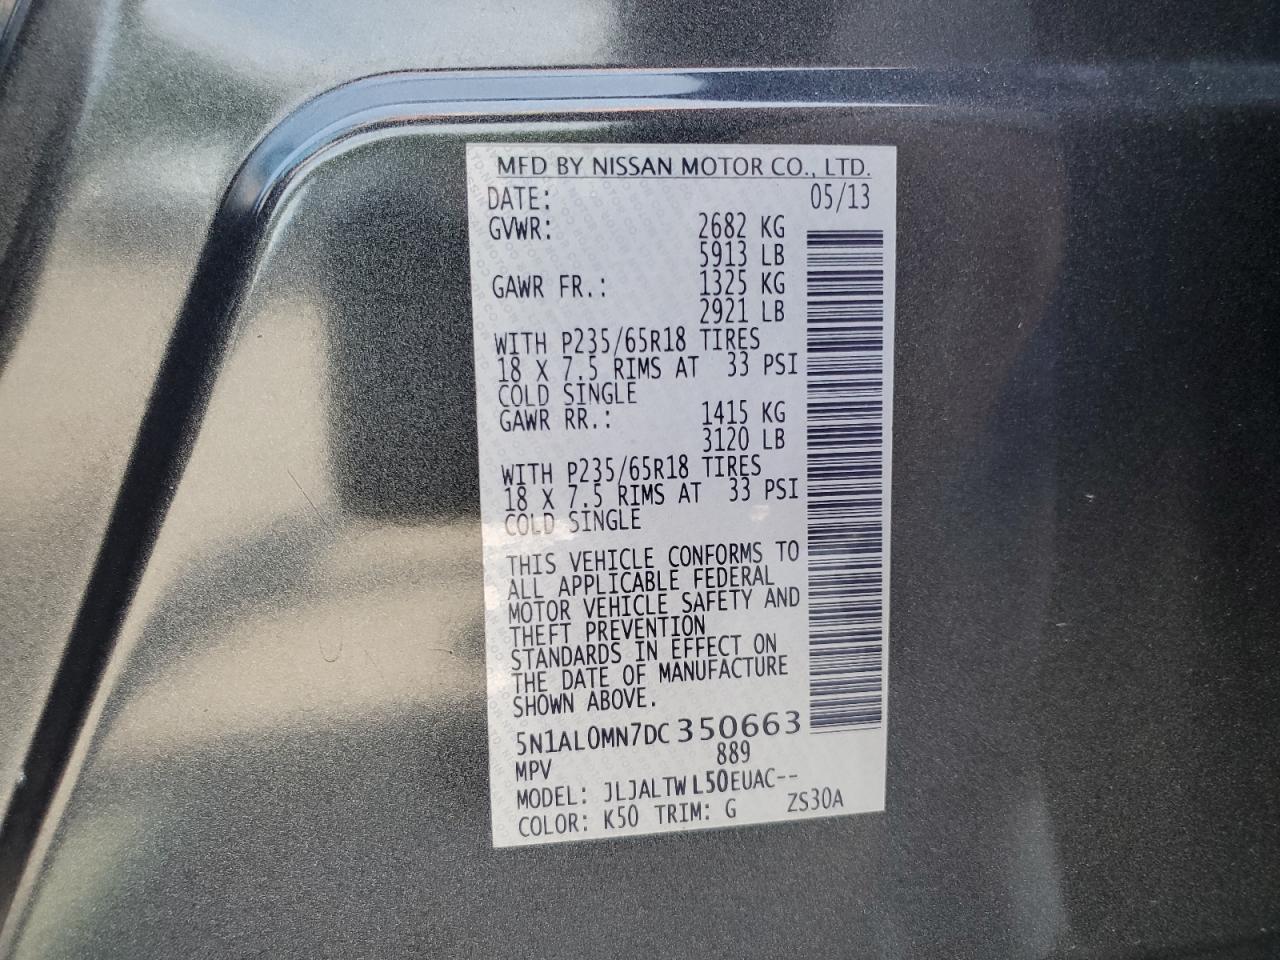 MFD BY NISSAN MOTOR CO., LTD.
DATE: 05/13
GVWR: 2682 KG
5913 LB
GAWR FR.: 1325 KG
2921 LB
WITH P235/65R18 TIRES
18 X 7.5 RIMS AT 33 PSI
COLD SINGLE
GAWR RR.: 1415 KG
3120 LB
WITH P235/65R18 TIRES
18 X 7.5 RIMS AT 33 PSI
COLD SINGLE
THIS VEHICLE CONFORMS TO
ALL APPLICABLE FEDERAL
MOTOR VEHICLE SAFETY AND
THEFT PREVENTION
STANDARDS IN EFFECT ON
THE DATE OF MANUFACTURE
SHOWN ABOVE.
5N1AL0MN7DC350663
MPV 889
MODEL: JLJALTWL50EUAC--
COLOR: K50 TRIM: G ZS30A